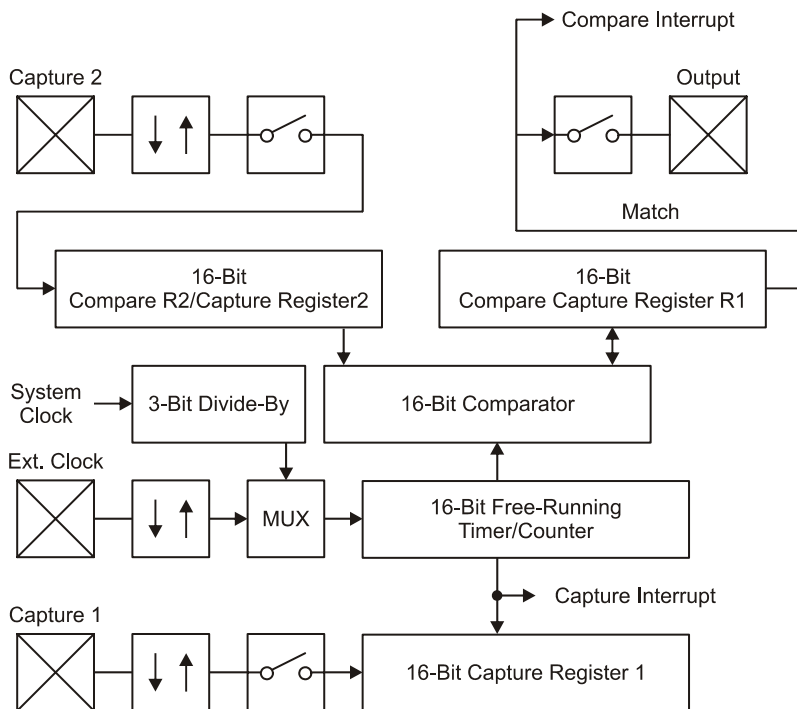 Compare Interrupt
Capture 2
Output
Match
16-Bit
Compare R2/Capture Register2
16-Bit
Compare Capture Register R1
System
Clock
3-Bit Divide-By
16-Bit Comparator
Ext. Clock
MUX
16-Bit Free-Running
Timer/Counter
Capture Interrupt
Capture 1
16-Bit Capture Register 1